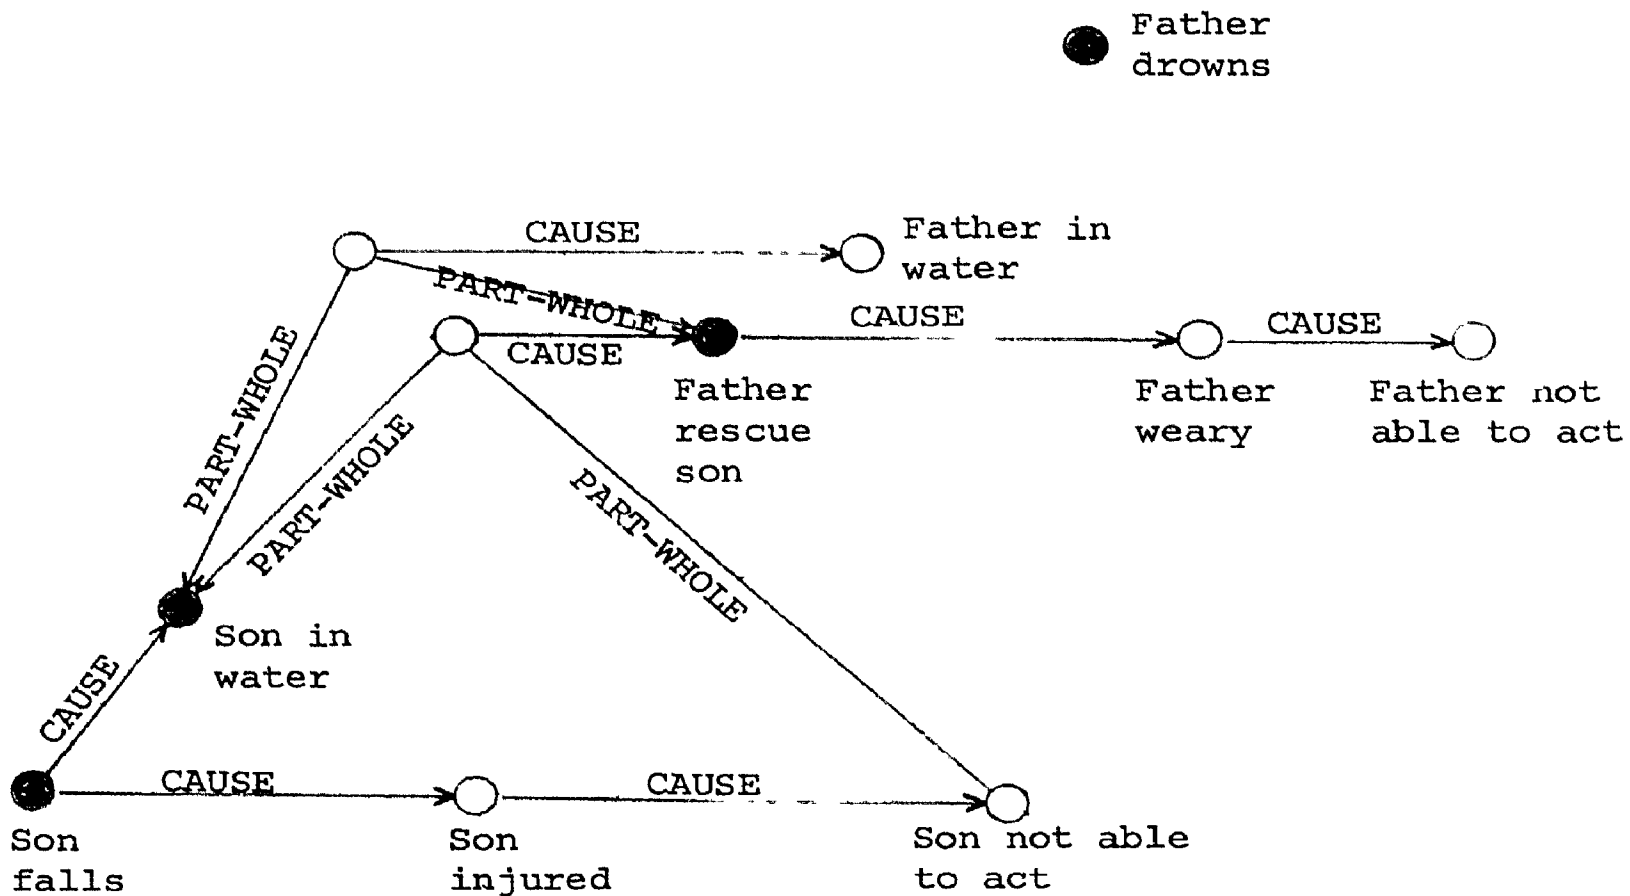 Father
drowns
CAUSE
Father in
water
PART-WHOLE
CAUSE
CAUSE
CAUSE
PART-WHOLE
Father
rescue
son
Father
weary
Father not
able to act
PART-WHOLE
PART-WHOLE
Son in
water
CAUSE
CAUSE
CAUSE
Son
falls
Son
injured
Son not able
to act